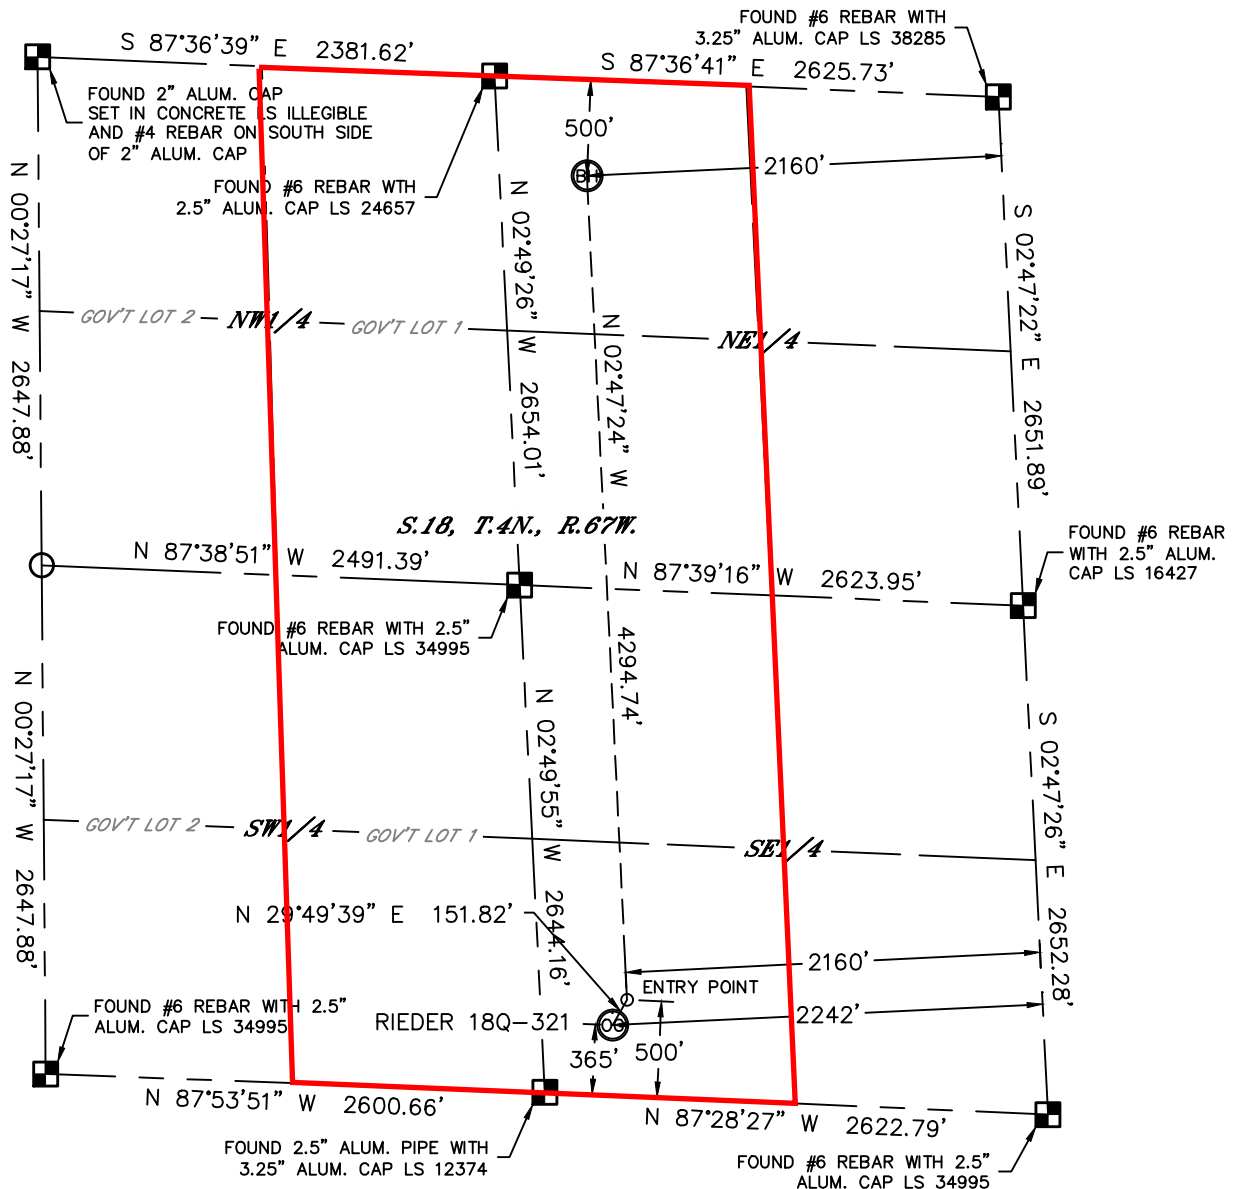 FOUND #6 REBAR WITH
3.25" ALUM. CAP LS 38285
S 87°36'39" E 2381.62'
S 87°36'41" E 2625.73'
FOUND 2" ALUM. CAP
SET IN CONCRETE LS ILLEGIBLE
AND #4 REBAR ON SOUTH SIDE
OF 2" ALUM. CAP
500'
BH
2160'
FOUND #6 REBAR WTH
2.5" ALUM. CAP LS 24657
N 00°27'17" W 2647.88'
N 02°49'26" W 2654.01'
N 02°47'24" W 4294.74'
S 02°47'22" E 2651.89'
GOV'T LOT 2
NW1/4
GOV'T LOT 1
NE1/4
S.18, T.4N., R.67W.
N 87°38'51" W 2491.39'
N 87°39'16" W 2623.95'
FOUND #6 REBAR
WITH 2.5" ALUM.
CAP LS 16427
FOUND #6 REBAR WITH 2.5"
ALUM. CAP LS 34995
N 00°27'17" W 2647.88'
N 02°49'55" W 2644.16'
S 02°47'26" E 2652.28'
GOV'T LOT 2
SW1/4
GOV'T LOT 1
SE1/4
N 29°49'39" E 151.82'
2160'
ENTRY POINT
FOUND #6 REBAR WITH 2.5"
ALUM. CAP LS 34995
RIEDER 18Q-321
OG
2242'
365'
500'
N 87°53'51" W 2600.66'
N 87°28'27" W 2622.79'
FOUND 2.5" ALUM. PIPE WITH
3.25" ALUM. CAP LS 12374
FOUND #6 REBAR WITH 2.5"
ALUM. CAP LS 34995